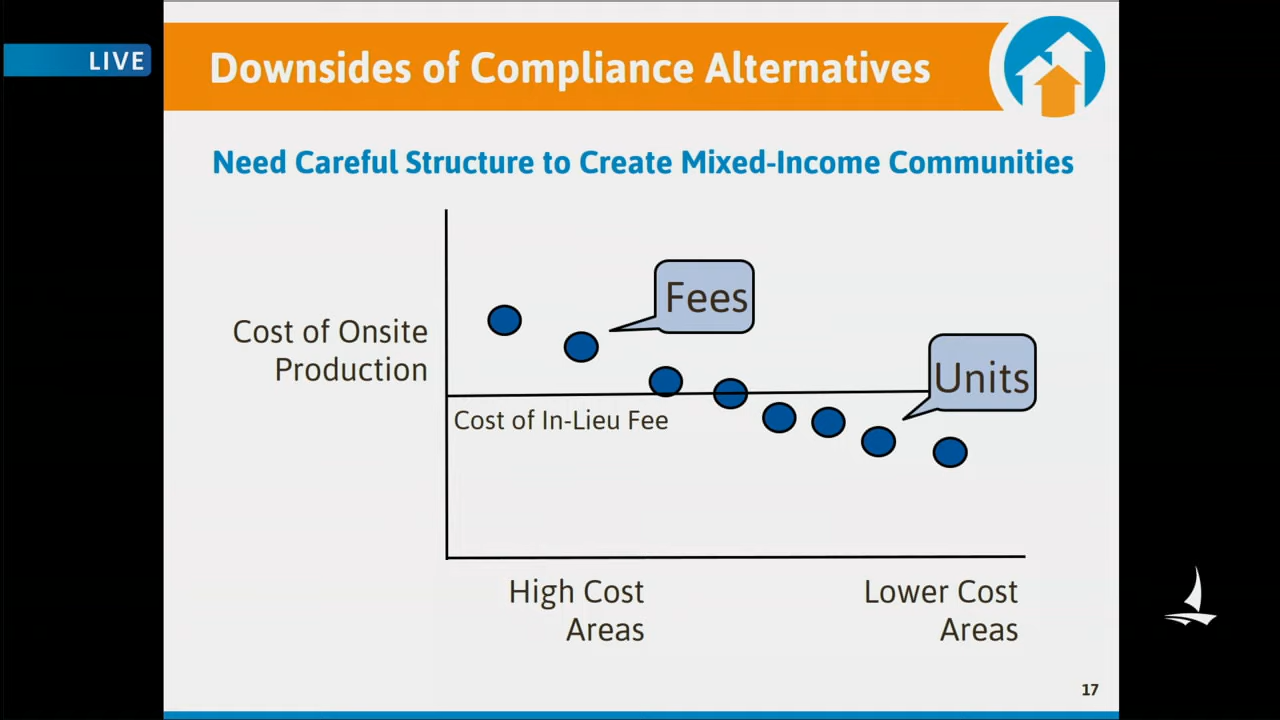 LIVE
Downsides of Compliance Alternatives
Need Careful Structure to Create Mixed-Income Communities
Fees
Cost of Onsite
Production
Units
Cost of In-Lieu Fee
High Cost
Areas
Lower Cost
Areas
17